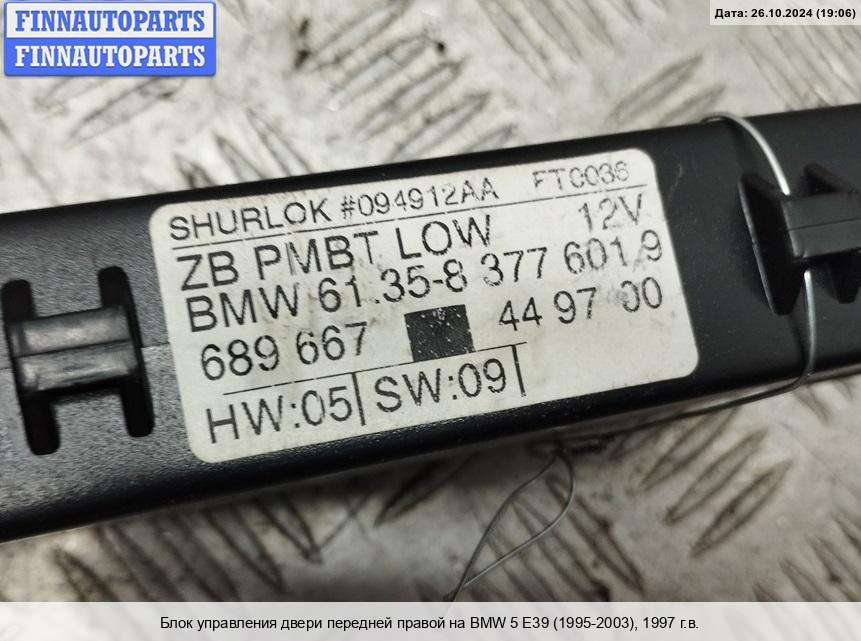 FINNAUTOPARTS
FINNAUTOPARTS
Дата: 26.10.2024 (19:06)
SHURLOK #094912AA FTC036
ZB PMBT LOW 12V
BMW 61.35-8 377 601.9
689 667 44 97 00
HW:05 SW:09
Блок управления двери передней правой на BMW 5 E39 (1995-2003), 1997 г.в.